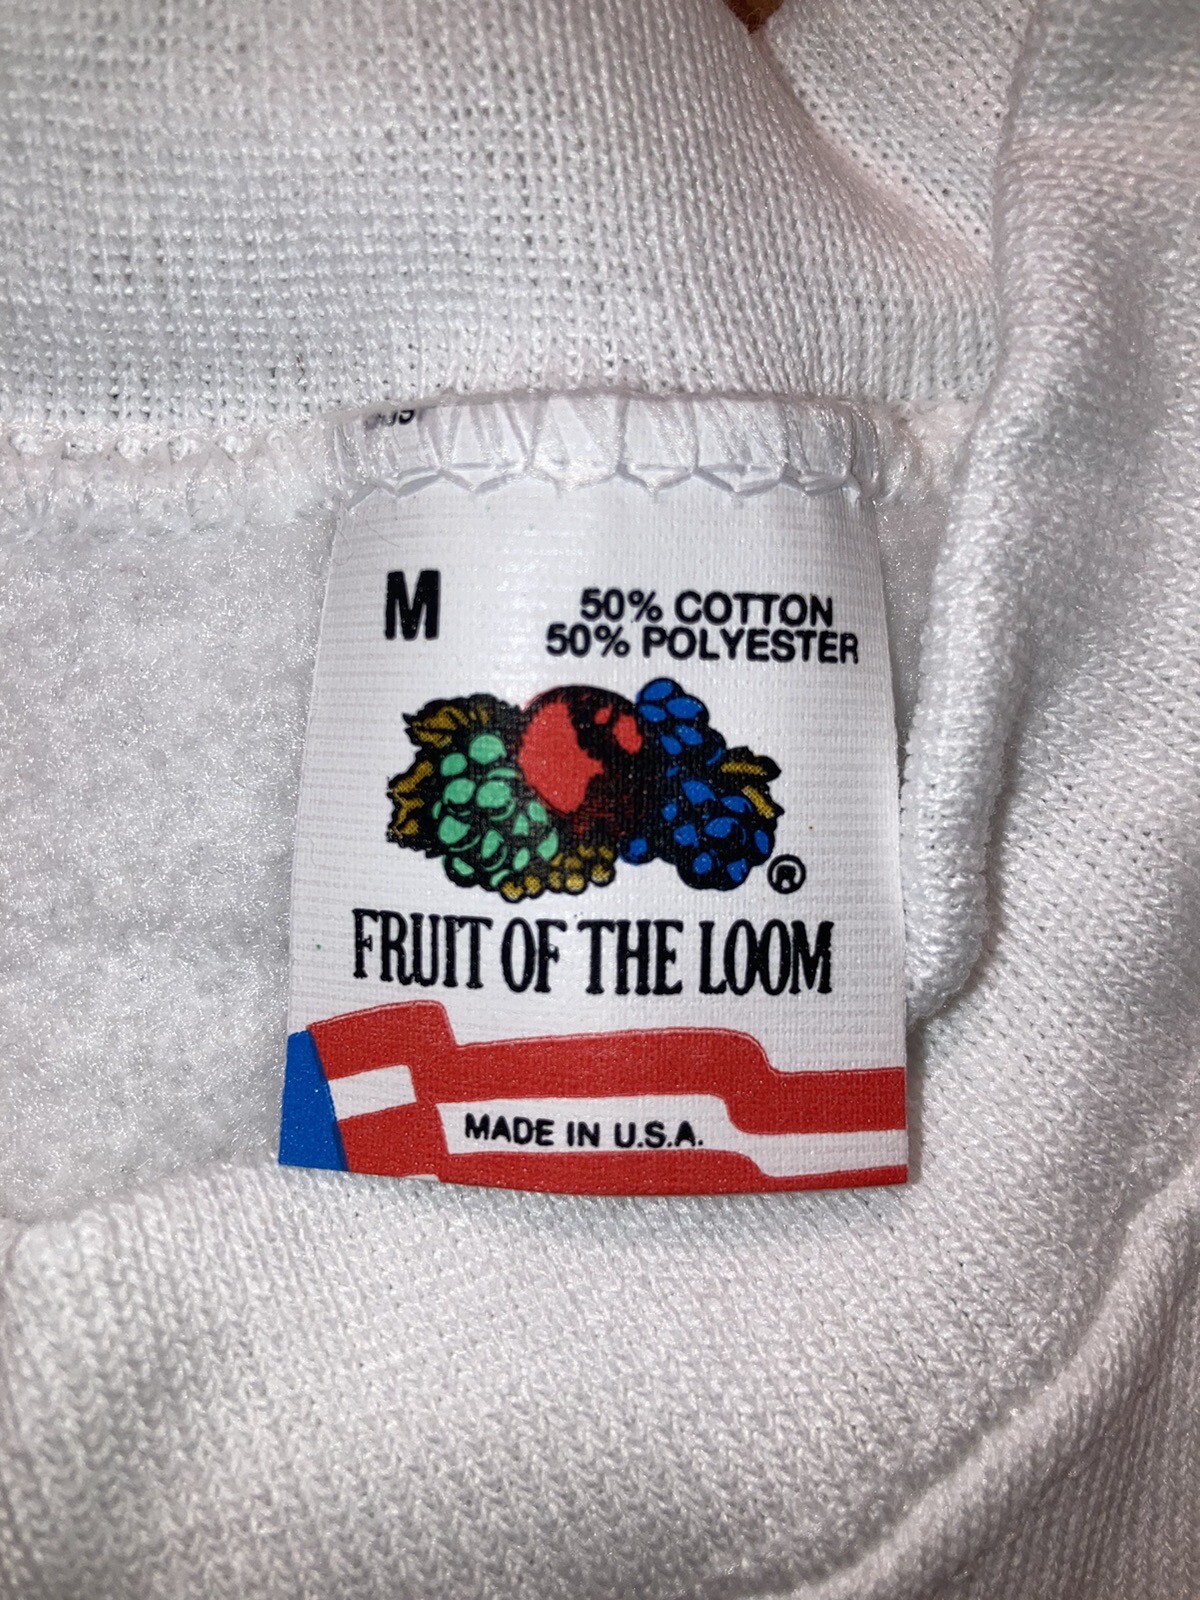 M
50% COTTON
50% POLYESTER
®
FRUIT OF THE LOOM
MADE IN U.S.A.